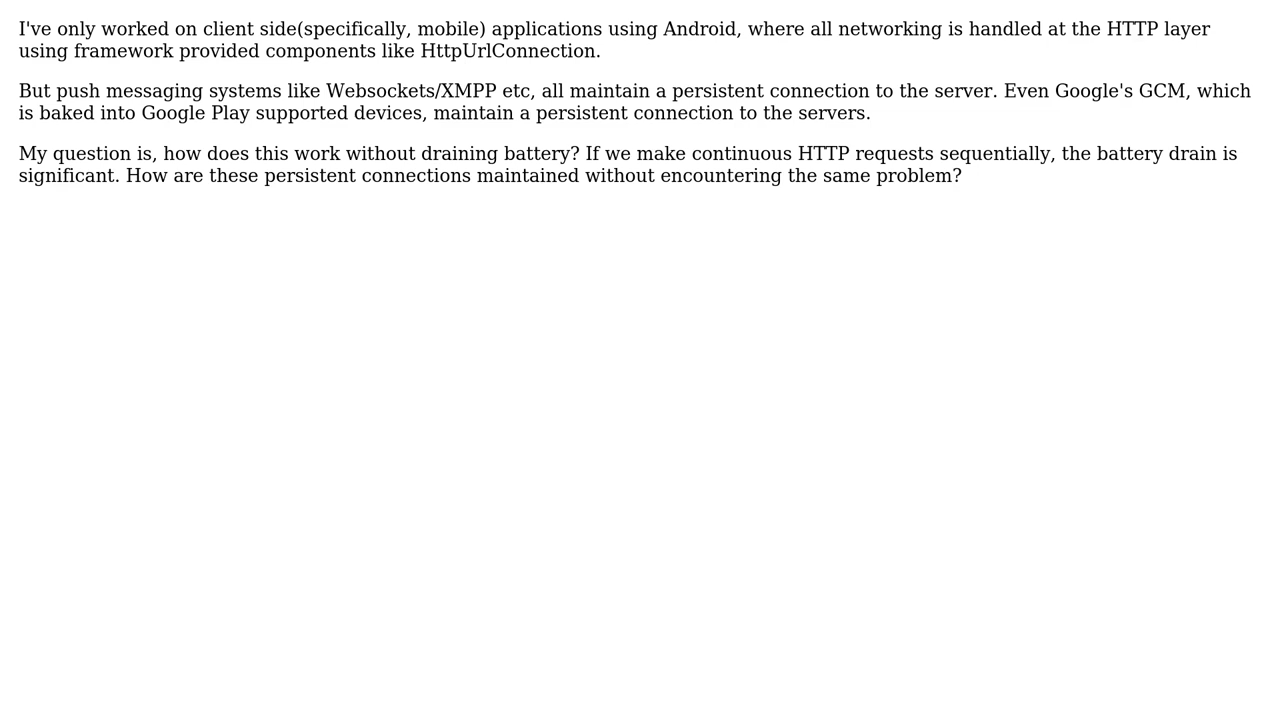 I've only worked on client side(specifically, mobile) applications using Android, where all networking is handled at the HTTP layer
using framework provided components like HttpUrlConnection.
But push messaging systems like Websockets/XMPP etc, all maintain a persistent connection to the server. Even Google's GCM, which
is baked into Google Play supported devices, maintain a persistent connection to the servers.
My question is, how does this work without draining battery? If we make continuous HTTP requests sequentially, the battery drain is
significant. How are these persistent connections maintained without encountering the same problem?